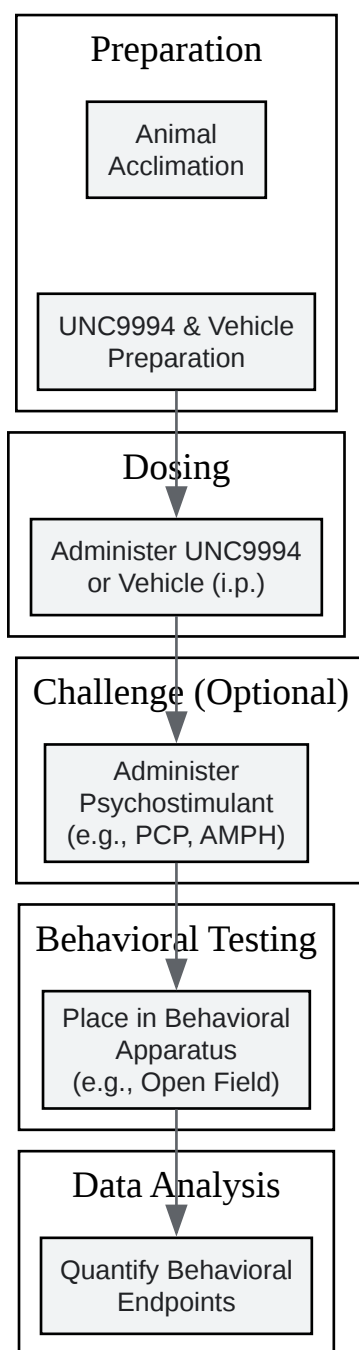 Preparation
Animal
Acclimation
UNC9994 & Vehicle
Preparation
Dosing
Administer UNC9994
or Vehicle (i.p.)
Challenge (Optional)
Administer
Psychostimulant
(e.g., PCP, AMPH)
Behavioral Testing
Place in Behavioral
Apparatus
(e.g., Open Field)
Data Analysis
Quantify Behavioral
Endpoints